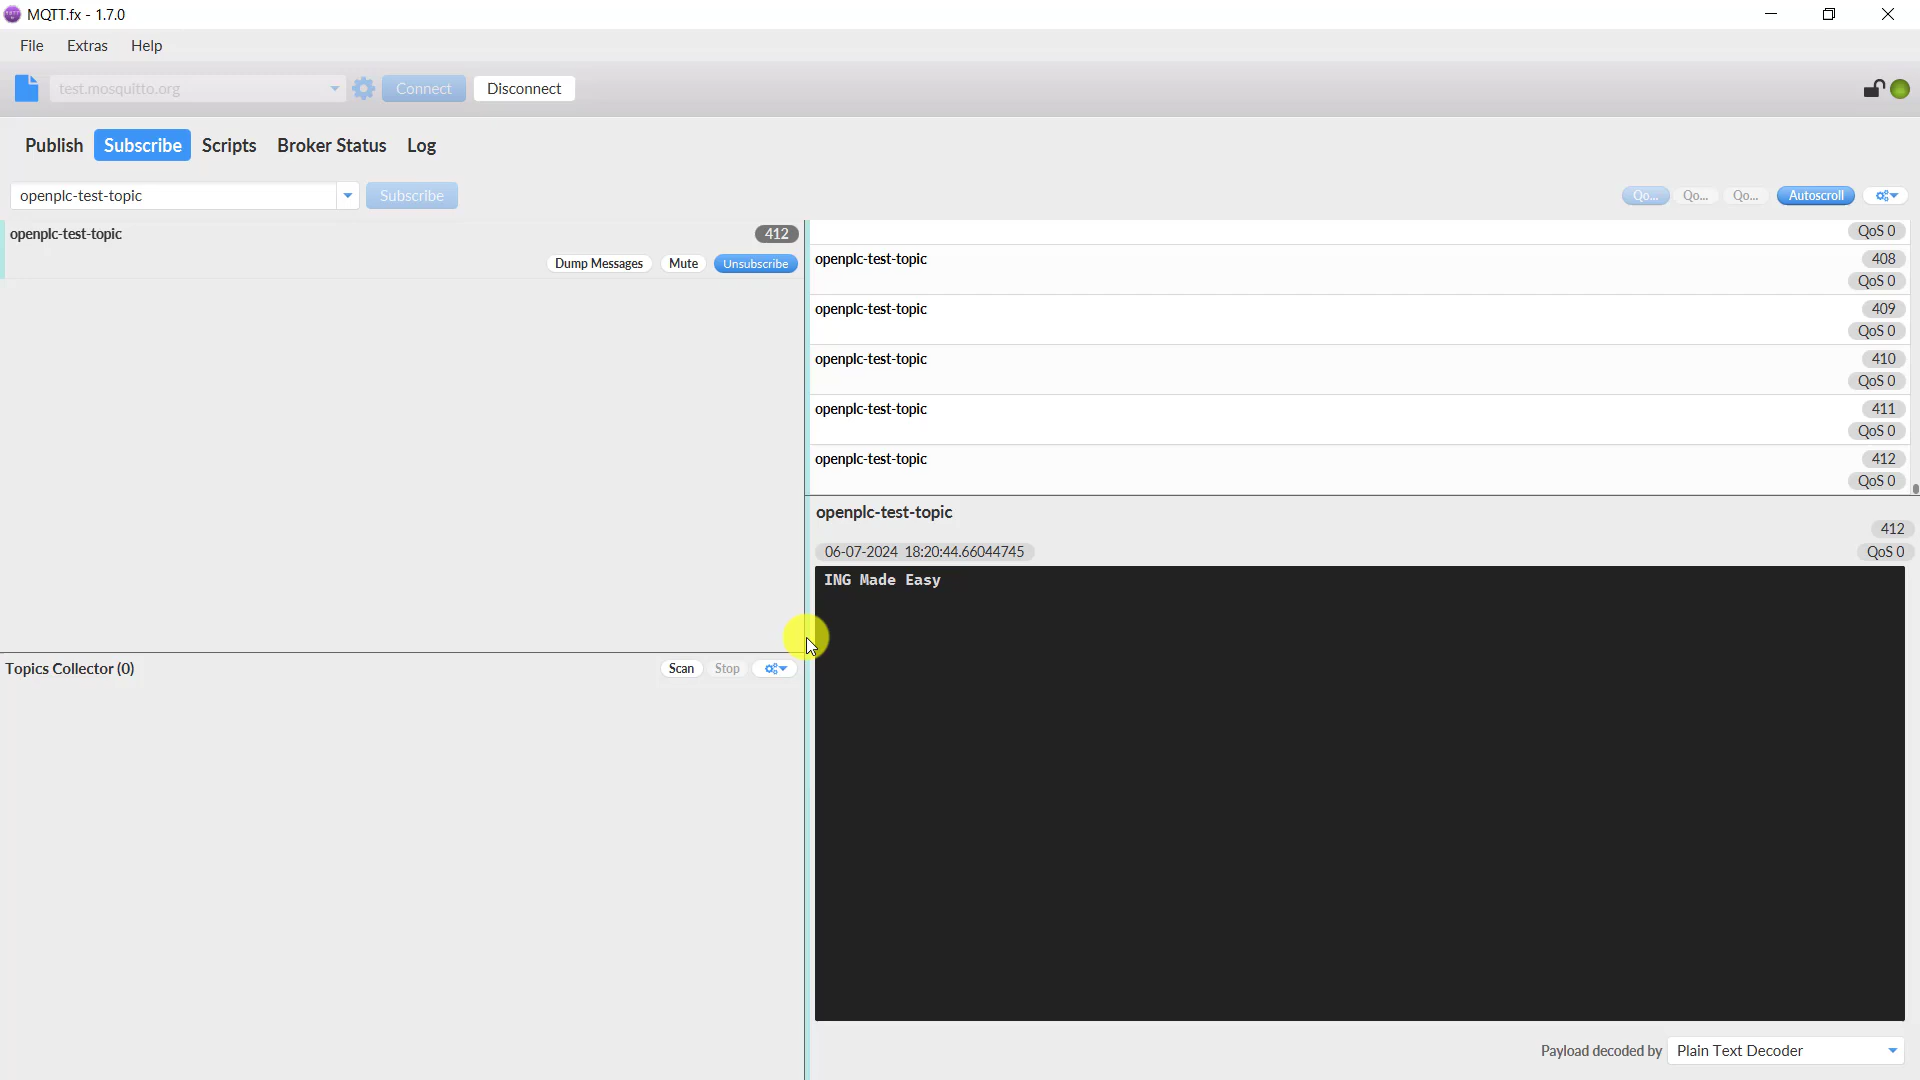 MQTT.fx - 1.7.0
File Extras Help
test.mosquitto.org Connect Disconnect
Publish Subscribe Scripts Broker Status Log
openplc-test-topic Subscribe Qo... Qo... Qo... Autoscroll
openplc-test-topic 412
Dump Messages Mute Unsubscribe
QoS 0
openplc-test-topic 408
QoS 0
openplc-test-topic 409
QoS 0
openplc-test-topic 410
QoS 0
openplc-test-topic 411
QoS 0
openplc-test-topic 412
QoS 0
openplc-test-topic
412
06-07-2024 18:20:44.66044745 QoS 0
ING Made Easy
Topics Collector (0) Scan Stop
Payload decoded by Plain Text Decoder